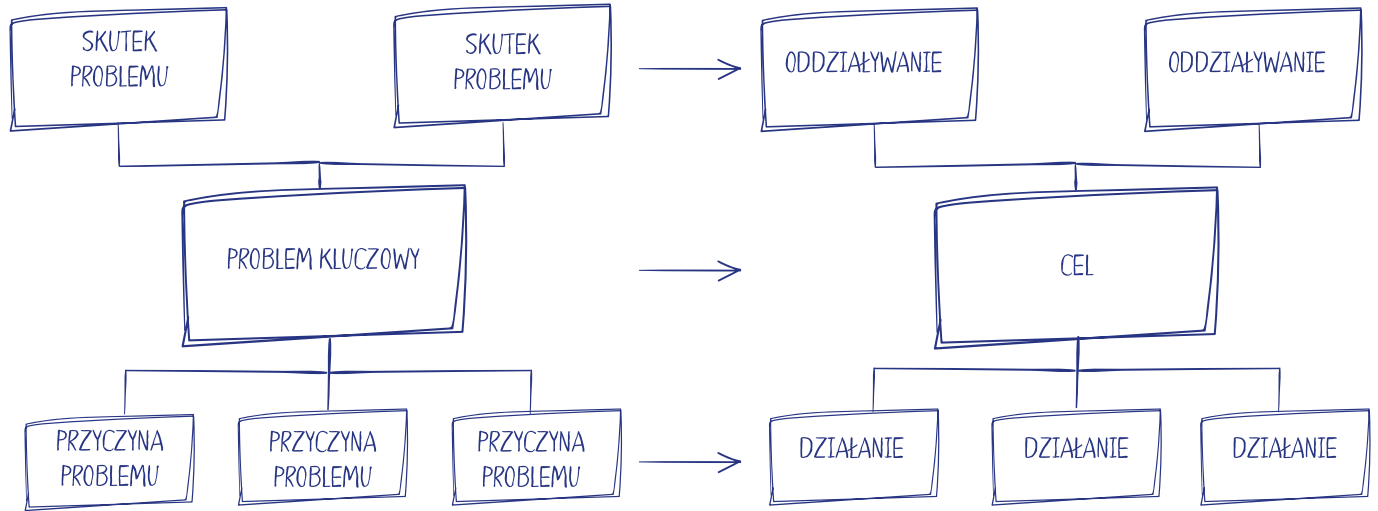 SKUTEK
PROBLEMU
SKUTEK
PROBLEMU
ODDZIAŁYWANIE
ODDZIAŁYWANIE
PROBLEM KLUCZOWY
CEL
PRZYCZYNA
PROBLEMU
PRZYCZYNA
PROBLEMU
PRZYCZYNA
PROBLEMU
DZIAŁANIE
DZIAŁANIE
DZIAŁANIE